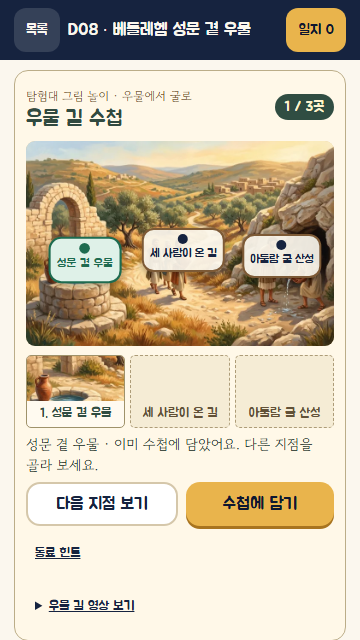 목록
D08 · 베들레헴 성문 곁 우물
일지 0
탐험대 그림 놀이 · 우물에서 굴로
우물 길 수첩
1 / 3곳
성문 곁 우물
세 사람이 온 길
아둘람 굴 산성
1. 성문 곁 우물
세 사람이 온 길
아둘람 굴 산성
성문 곁 우물 · 이미 수첩에 담았어요. 다른 지점을
골라 보세요.
다음 지점 보기
수첩에 담기
동료 힌트
▶ 우물 길 영상 보기